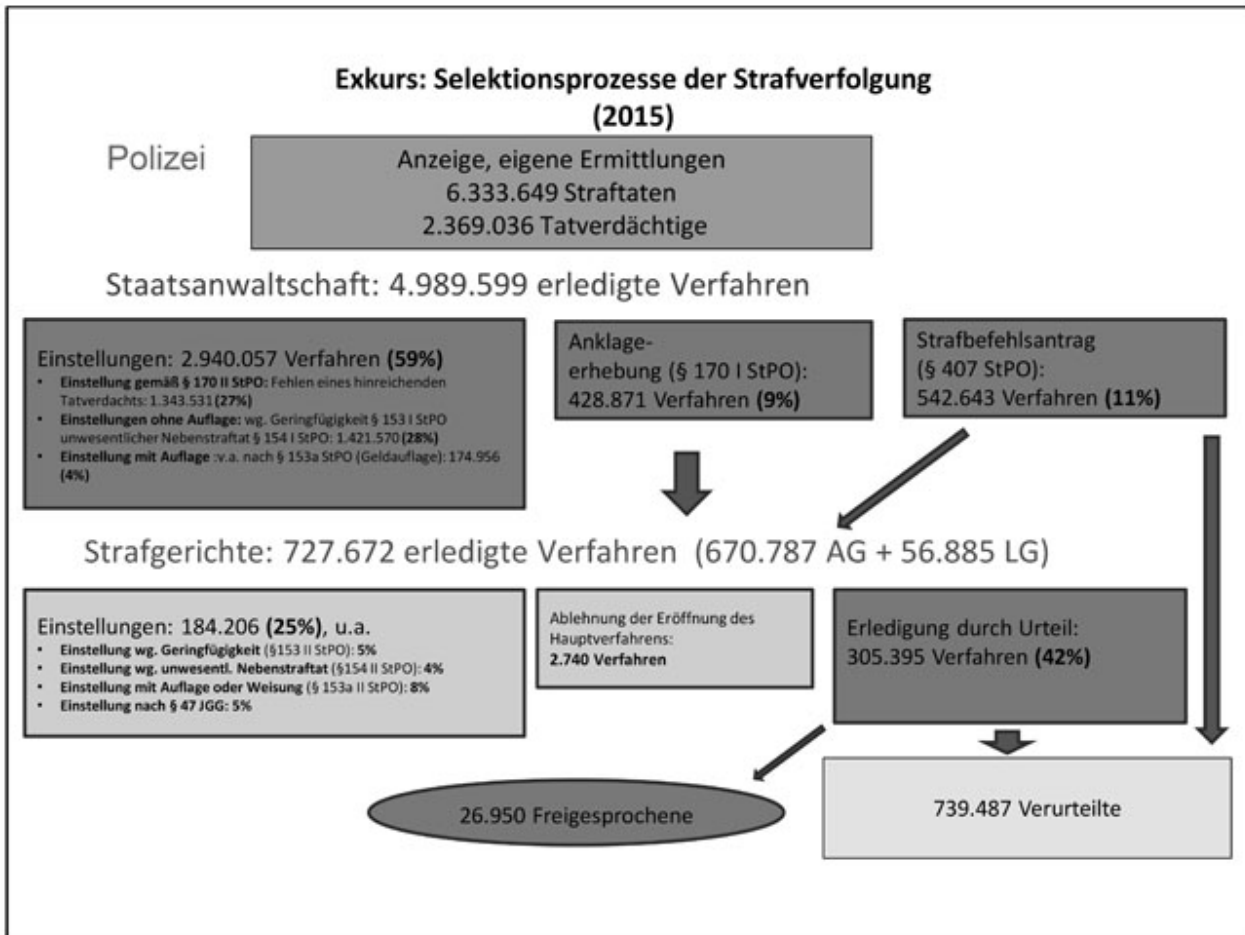 Exkurs: Selektionsprozesse der Strafverfolgung
(2015)
Polizei
Anzeige, eigene Ermittlungen
6.333.649 Straftaten
2.369.036 Tatverdächtige
Staatsanwaltschaft: 4.989.599 erledigte Verfahren
Einstellungen: 2.940.057 Verfahren (59%)
• Einstellung gemäß § 170 II StPO: Fehlen eines hinreichenden
Tatverdachts: 1.343.531 (27%)
• Einstellungen ohne Auflage: wg. Geringfügigkeit § 153 I StPO
unwesentlicher Nebenstraftat § 154 I StPO: 1.421.570 (28%)
• Einstellung mit Auflage :v.a. nach § 153a StPO (Geldauflage): 174.956
(4%)
Anklage-
erhebung (§ 170 I StPO):
428.871 Verfahren (9%)
Strafbefehlsantrag
(§ 407 StPO):
542.643 Verfahren (11%)
Strafgerichte: 727.672 erledigte Verfahren (670.787 AG + 56.885 LG)
Einstellungen: 184.206 (25%), u.a.
• Einstellung wg. Geringfügigkeit (§153 II StPO): 5%
• Einstellung wg. unwesentl. Nebenstraftat (§154 II StPO): 4%
• Einstellung mit Auflage oder Weisung (§ 153a II StPO): 8%
• Einstellung nach § 47 JGG: 5%
Ablehnung der Eröffnung des
Hauptverfahrens:
2.740 Verfahren
Erledigung durch Urteil:
305.395 Verfahren (42%)
26.950 Freigesprochene
739.487 Verurteilte